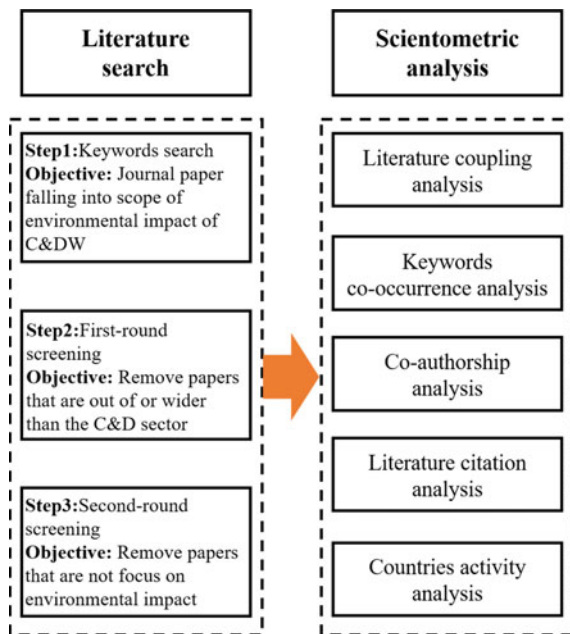 Literature
search
Step1:Keywords search
Objective: Journal paper
falling into scope of
environmental impact of
C&DW
Step2:First-round
screening
Objective: Remove papers
that are out of or wider
than the C&D sector
Step3:Second-round
screening
Objective: Remove papers
that are not focus on
environmental impact
Scientometric
analysis
Literature coupling
analysis
Keywords
co-occurrence analysis
Co-authorship
analysis
Literature citation
analysis
Countries activity
analysis